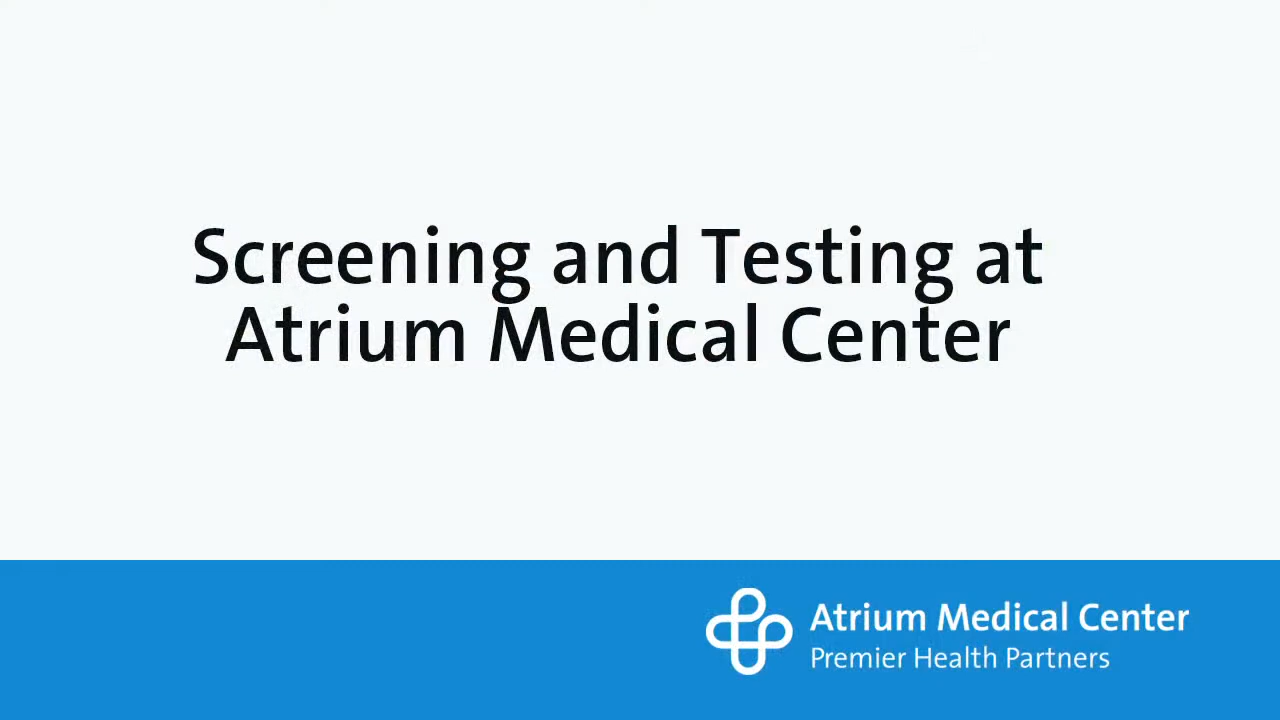 Screening and Testing at
Atrium Medical Center
Atrium Medical Center
Premier Health Partners